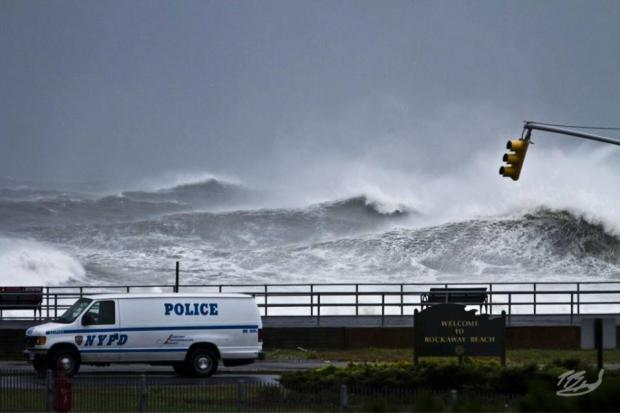 POLICE
NYPD
WELCOME
TO
ROCKAWAY BEACH